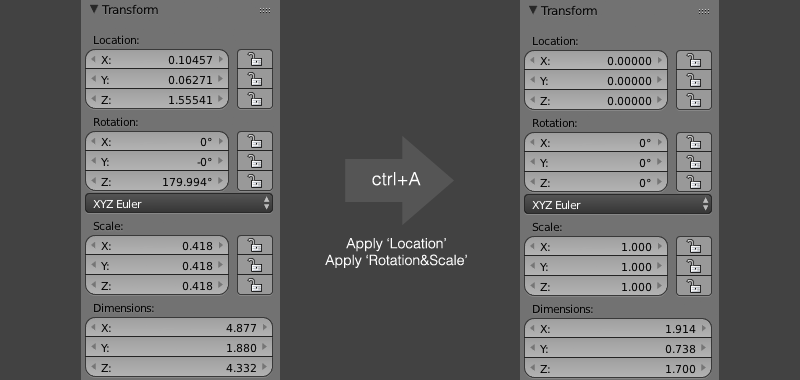 Transform
Location:
X: 0.10457
Y: 0.06271
Z: 1.55541
Rotation:
X: 0°
Y: -0°
Z: 179.994°
XYZ Euler
Scale:
X: 0.418
Y: 0.418
Z: 0.418
Dimensions:
X: 4.877
Y: 1.880
Z: 4.332
ctrl+A
Apply ‘Location’
Apply ‘Rotation&Scale’
Transform
Location:
X: 0.00000
Y: 0.00000
Z: 0.00000
Rotation:
X: 0°
Y: 0°
Z: 0°
XYZ Euler
Scale:
X: 1.000
Y: 1.000
Z: 1.000
Dimensions:
X: 1.914
Y: 0.738
Z: 1.700